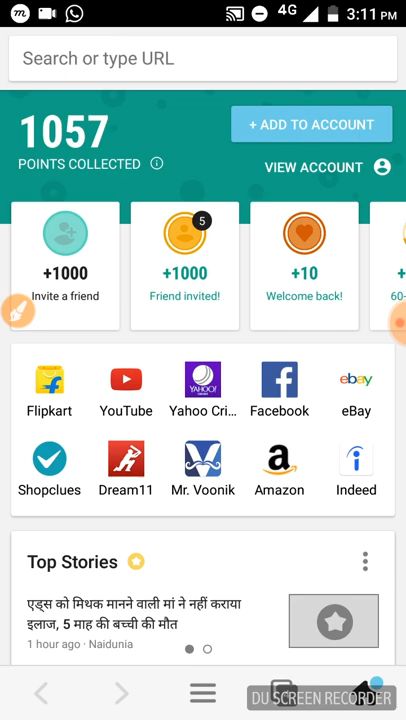 4G 3:11 PM
Search or type URL
1057
POINTS COLLECTED
+ ADD TO ACCOUNT
VIEW ACCOUNT
5
+1000
Invite a friend
+1000
Friend invited!
+10
Welcome back!
60-
Flipkart
YouTube
Yahoo Cri...
Facebook
eBay
Shopclues
Dream11
Mr. Voonik
Amazon
Indeed
Top Stories
एड्स को मिथक मानने वाली मां ने नहीं कराया
इलाज, 5 माह की बच्ची की मौत
1 hour ago · Naidunia
DU SCREEN RECORDER